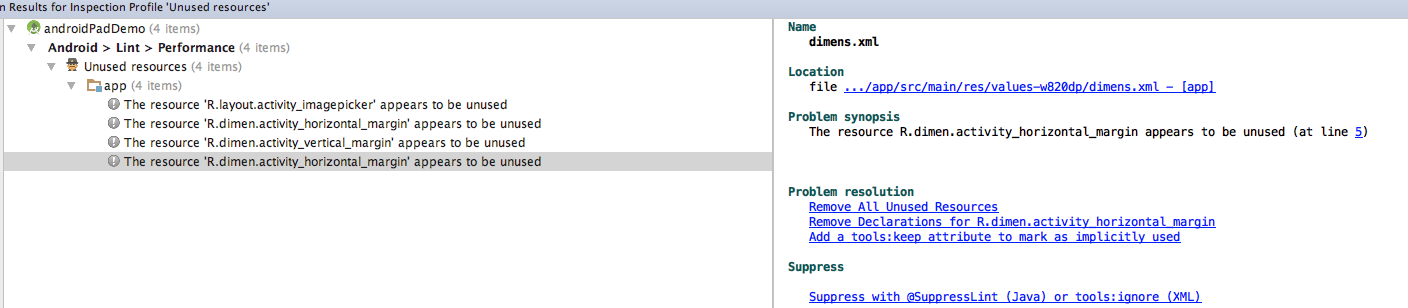 n Results for Inspection Profile 'Unused resources'
androidPadDemo (4 items)
Android > Lint > Performance (4 items)
Unused resources (4 items)
app (4 items)
The resource 'R.layout.activity_imagepicker' appears to be unused
The resource 'R.dimen.activity_horizontal_margin' appears to be unused
The resource 'R.dimen.activity_vertical_margin' appears to be unused
The resource 'R.dimen.activity_horizontal_margin' appears to be unused
Name
dimens.xml
Location
file .../app/src/main/res/values-w820dp/dimens.xml - [app]
Problem synopsis
The resource R.dimen.activity_horizontal_margin appears to be unused (at line 5)
Problem resolution
Remove All Unused Resources
Remove Declarations for R.dimen.activity_horizontal_margin
Add a tools:keep attribute to mark as implicitly used
Suppress
Suppress with @SuppressLint (Java) or tools:ignore (XML)